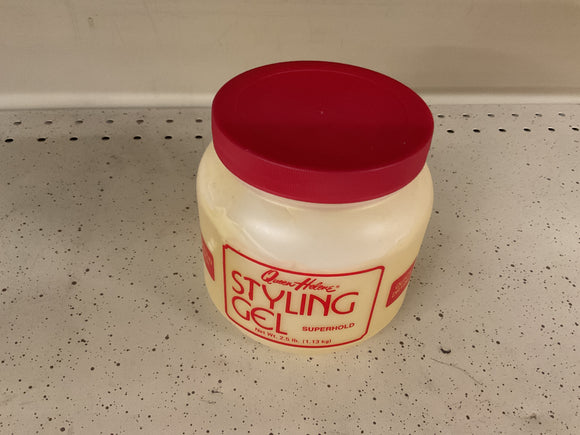 Queen Helene®
STYLING
GEL SUPERHOLD
Net Wt. 2.5 lb. (1.13 kg)